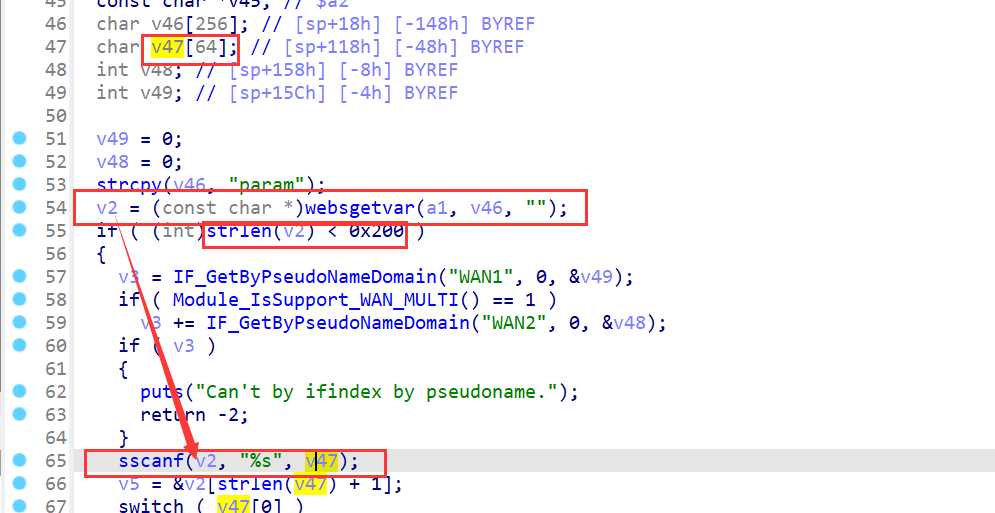 45 const char *v45; // $a2
46 char v46[256]; // [sp+18h] [-148h] BYREF
47 char v47[64]; // [sp+118h] [-48h] BYREF
48 int v48; // [sp+158h] [-8h] BYREF
49 int v49; // [sp+15Ch] [-4h] BYREF
50
51 v49 = 0;
52 v48 = 0;
53 strcpy(v46, "param");
54 v2 = (const char *)websgetvar(a1, v46, "");
55 if ( (int)strlen(v2) < 0x200 )
56 {
57 v3 = IF_GetByPseudoNameDomain("WAN1", 0, &v49);
58 if ( Module_IsSupport_WAN_MULTI() == 1 )
59 v3 += IF_GetByPseudoNameDomain("WAN2", 0, &v48);
60 if ( v3 )
61 {
62 puts("Can't by ifindex by pseudoname.");
63 return -2;
64 }
65 sscanf(v2, "%s", v47);
66 v5 = &v2[strlen(v47) + 1];
67 switch ( v47[0] )